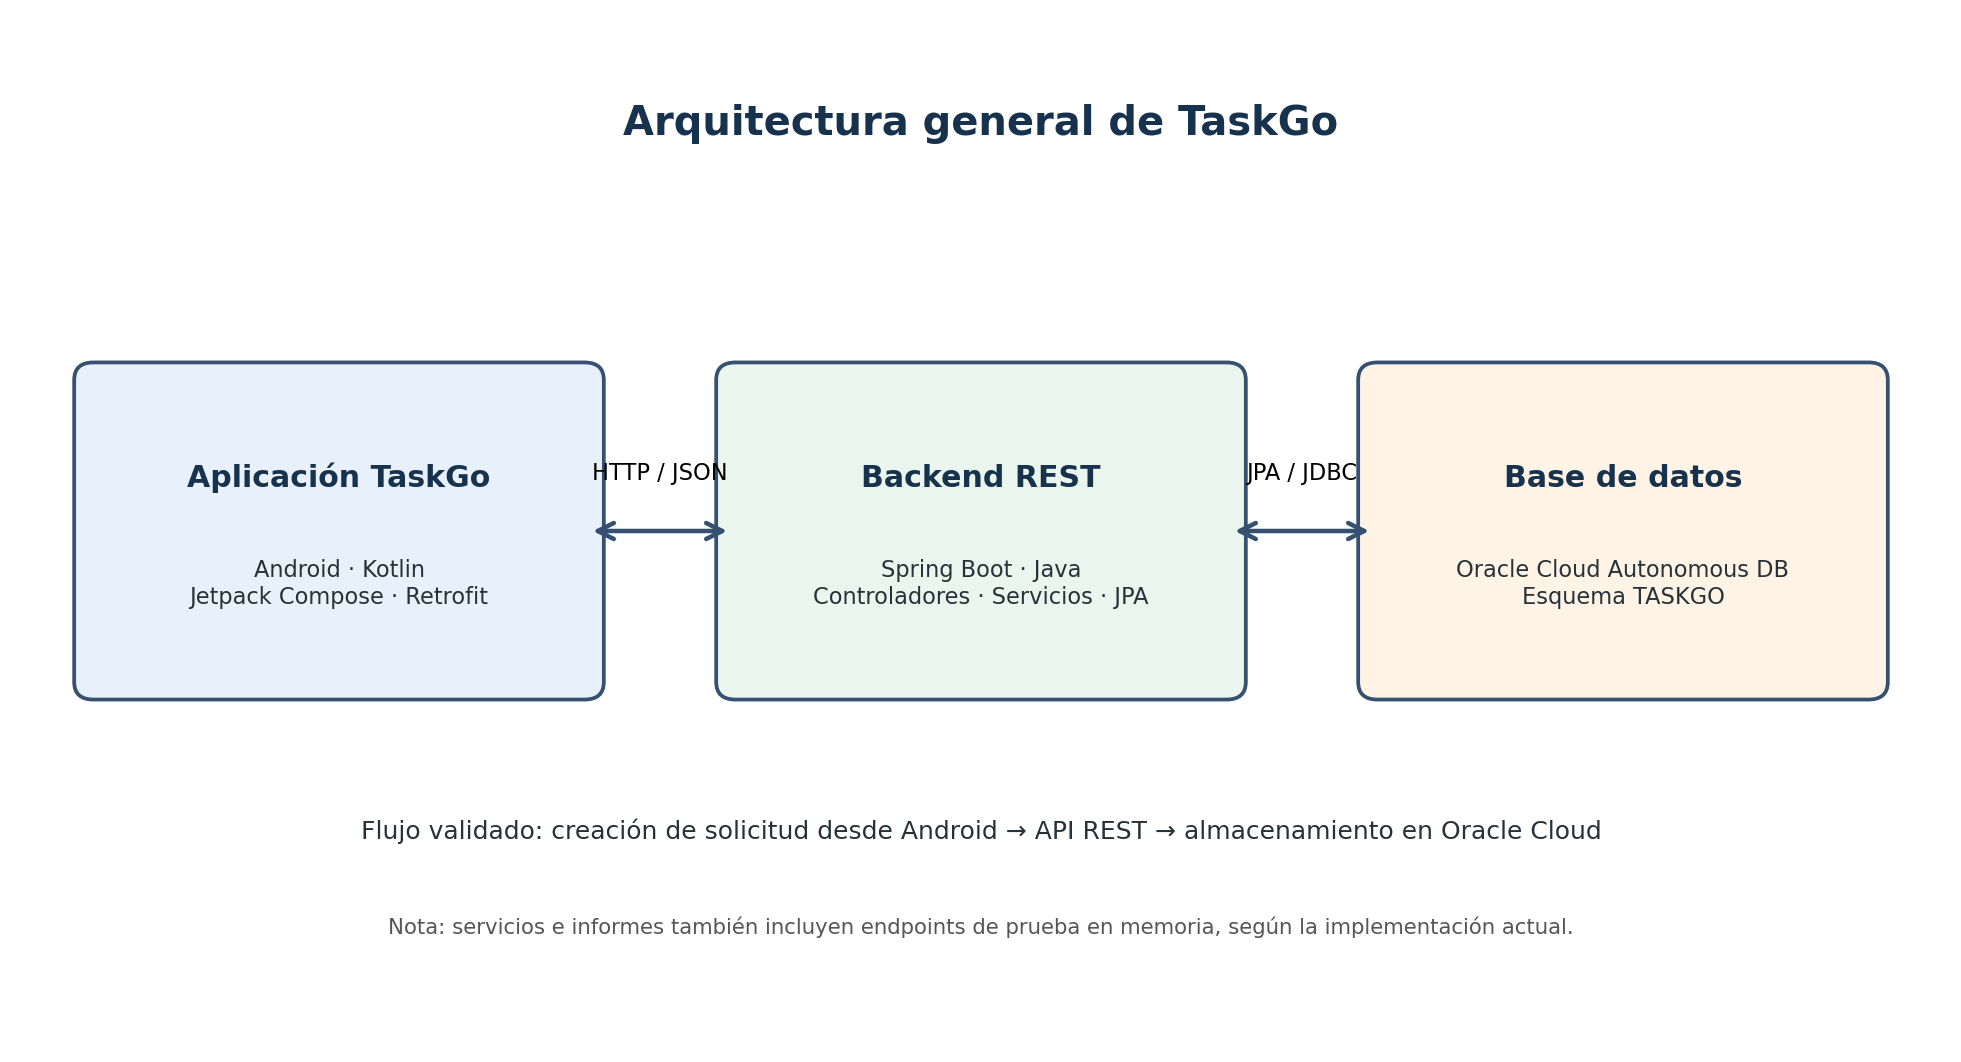 Arquitectura general de TaskGo
Aplicación TaskGo
Android · Kotlin
Jetpack Compose · Retrofit
HTTP / JSON
Backend REST
Spring Boot · Java
Controladores · Servicios · JPA
JPA / JDBC
Base de datos
Oracle Cloud Autonomous DB
Esquema TASKGO
Flujo validado: creación de solicitud desde Android → API REST → almacenamiento en Oracle Cloud
Nota: servicios e informes también incluyen endpoints de prueba en memoria, según la implementación actual.